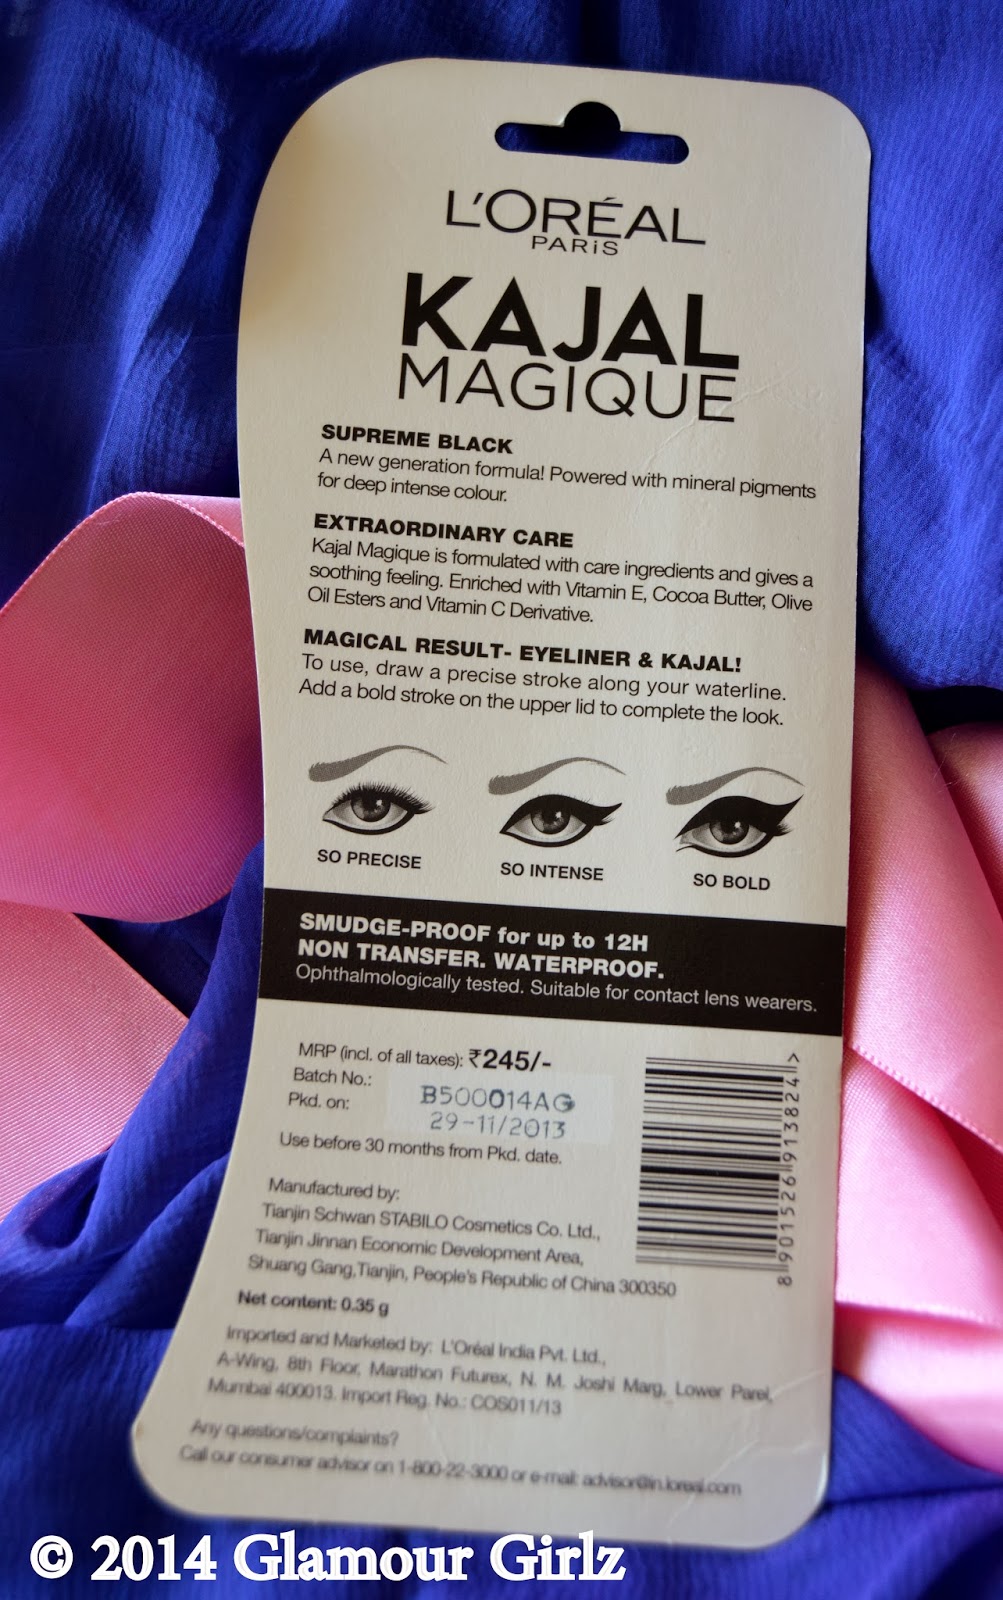 L'ORÉAL
PARiS
KAJAL
MAGIQUE
SUPREME BLACK
A new generation formula! Powered with mineral pigments
for deep intense colour.
EXTRAORDINARY CARE
Kajal Magique is formulated with care ingredients and gives a
soothing feeling. Enriched with Vitamin E, Cocoa Butter, Olive
Oil Esters and Vitamin C Derivative.
MAGICAL RESULT- EYELINER & KAJAL!
To use, draw a precise stroke along your waterline.
Add a bold stroke on the upper lid to complete the look.
SO PRECISE
SO INTENSE
SO BOLD
SMUDGE-PROOF for up to 12H
NON TRANSFER. WATERPROOF.
Ophthalmologically tested. Suitable for contact lens wearers.
MRP (incl. of all taxes): ₹245/-
Batch No.: B500014AG
Pkd. on: 29-11/2013
Use before 30 months from Pkd. date.
8 901526 913824 >
Manufactured by:
Tianjin Schwan STABILO Cosmetics Co. Ltd.,
Tianjin Jinnan Economic Development Area,
Shuang Gang,Tianjin, People's Republic of China 300350
Net content: 0.35 g
Imported and Marketed by: L'Oréal India Pvt. Ltd.,
A-Wing, 8th Floor, Marathon Futurex, N. M. Joshi Marg, Lower Parel,
Mumbai 400013. Import Reg. No.: COS011/13
Any questions/complaints?
Call our consumer advisor on 1-800-22-3000 or e-mail: advisor@in.loreal.com
© 2014 Glamour Girlz